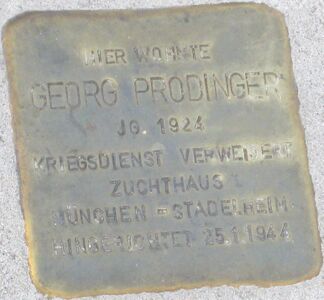 HIER WOHNTE
GEORG PRODINGER
JG. 1924
KRIEGSDIENST VERWEIGERT
ZUCHTHAUS
MÜNCHEN - STADELHEIM
HINGERICHTET 25.1.1944